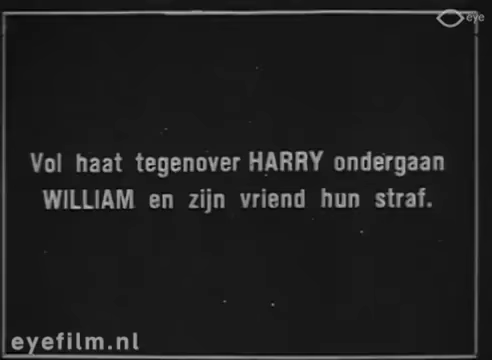 eye
Vol haat tegenover HARRY ondergaan
WILLIAM en zijn vriend hun straf.
eyefilm.nl